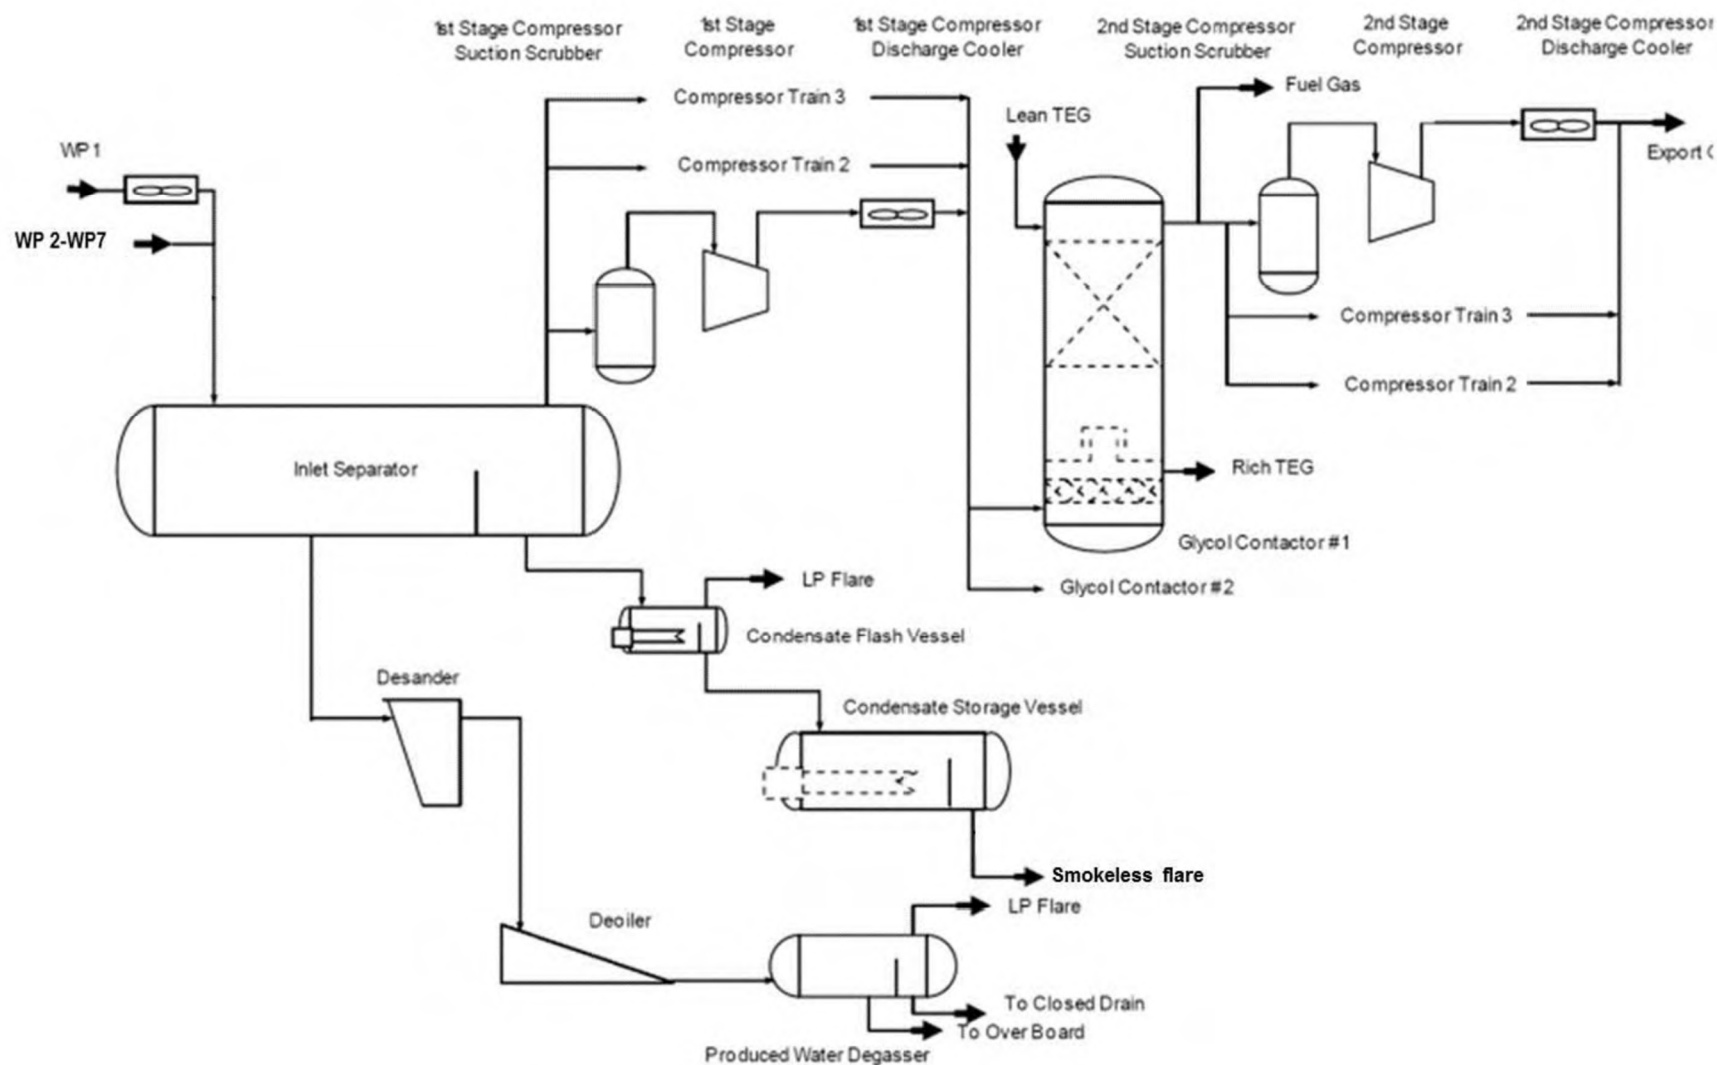 1st Stage Compressor
Suction Scrubber
1st Stage
Compressor
1st Stage Compressor
Discharge Cooler
2nd Stage Compressor
Suction Scrubber
2nd Stage
Compressor
2nd Stage Compressor
Discharge Cooler
Compressor Train 3
Fuel Gas
Lean TEG
WP 1
Compressor Train 2
Export
WP 2-WP7
Compressor Train 3
Compressor Train 2
Inlet Separator
Rich TEG
Glycol Contactor #1
LP Flare
Glycol Contactor #2
Condensate Flash Vessel
Desander
Condensate Storage Vessel
Smokeless flare
LP Flare
Deoiler
To Closed Drain
To Over Board
Produced Water Degasser